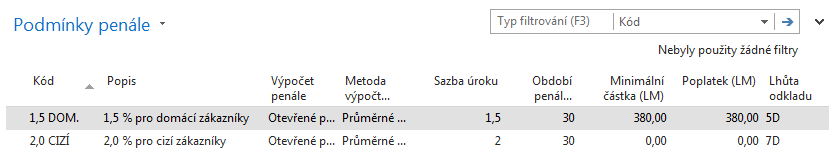 Podmínky penále
Typ filtrování (F3) Kód
Nebyly použity žádné filtry
Kód Popis Výpočet penále Metoda výpočt... Sazba úroku Období penál... Minimální částka (LM) Poplatek (LM) Lhůta odkladu
1,5 DOM. 1,5 % pro domácí zákazníky Otevřené p... Průměrné ... 1,5 30 380,00 380,00 5D
2,0 CIZÍ 2,0 % pro cizí zákazníky Otevřené p... Průměrné ... 2 30 0,00 0,00 7D